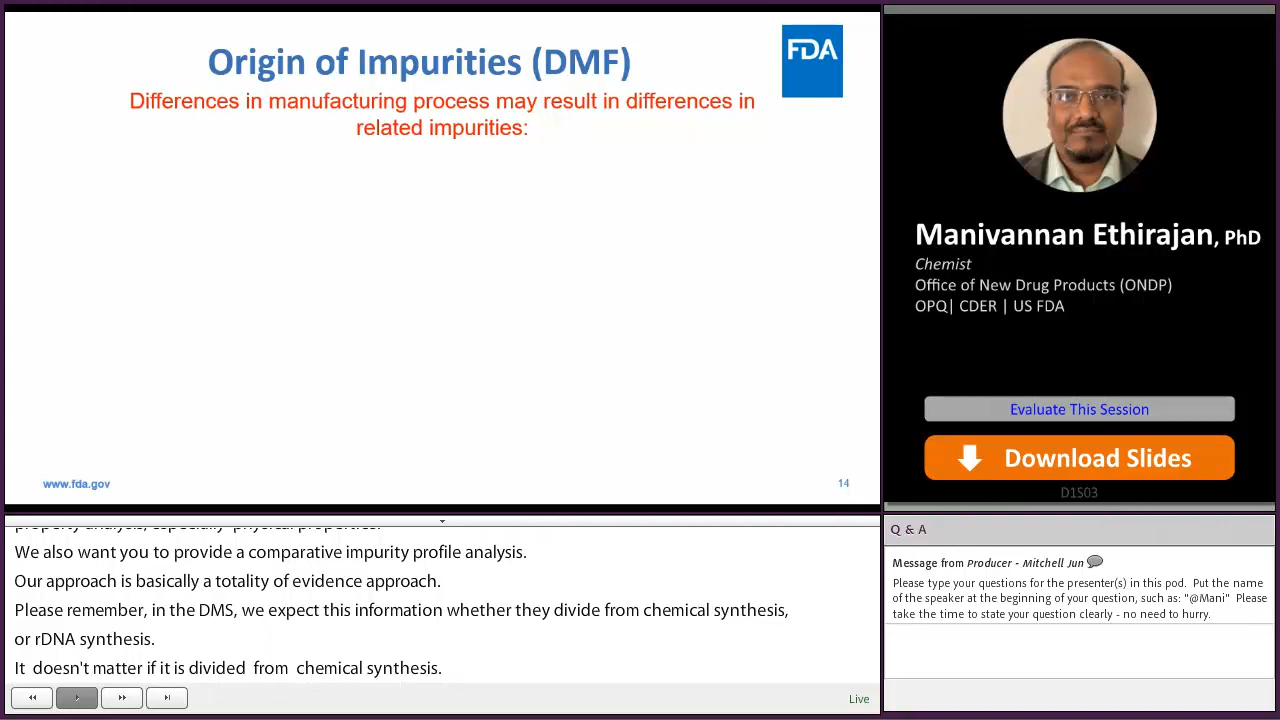 Origin of Impurities (DMF)
FDA
Differences in manufacturing process may result in differences in
related impurities:
www.fda.gov
14
Manivannan Ethirajan, PhD
Chemist
Office of New Drug Products (ONDP)
OPQ| CDER | US FDA
Evaluate This Session
Download Slides
D1S03
property analysis, especially physical properties.
We also want you to provide a comparative impurity profile analysis.
Our approach is basically a totality of evidence approach.
Please remember, in the DMS, we expect this information whether they divide from chemical synthesis,
or rDNA synthesis.
It doesn't matter if it is divided from chemical synthesis.
Live
Q & A
Message from Producer - Mitchell Jun
Please type your questions for the presenter(s) in this pod. Put the name
of the speaker at the beginning of your question, such as: "@Mani" Please
take the time to state your question clearly - no need to hurry.